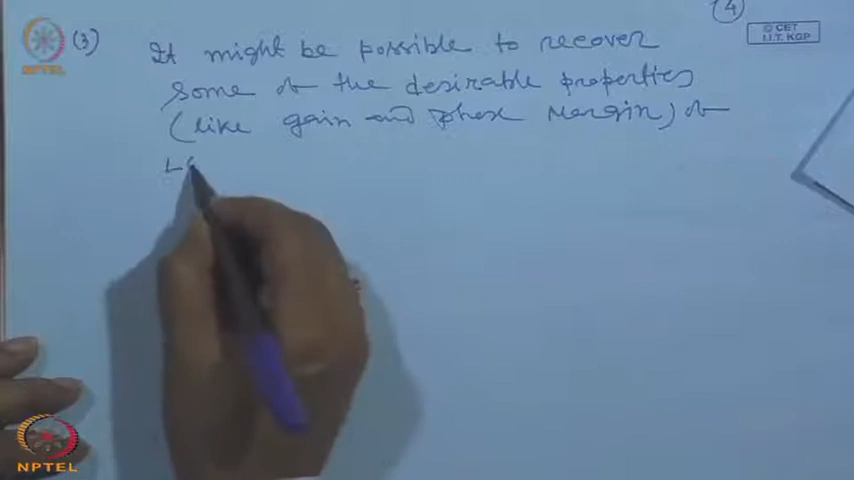 (4)
© CET
I.I.T. KGP
NPTEL
(3) It might be possible to recover
some of the desirable properties
(like gain and phase Margin) of
L
NPTEL